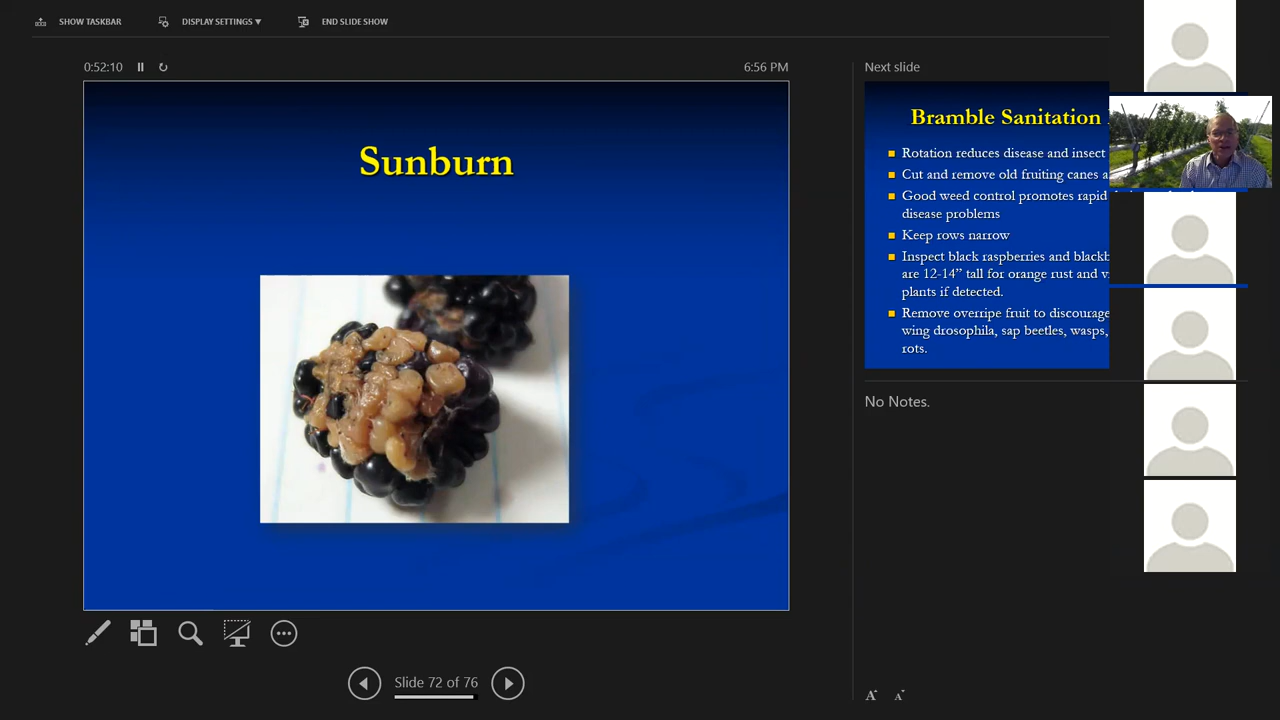 SHOW TASKBAR
DISPLAY SETTINGS ▼
END SLIDE SHOW
0:52:10
6:56 PM
Sunburn
Slide 72 of 76
Next slide
Bramble Sanitation
■ Rotation reduces disease and insect
■ Cut and remove old fruiting canes
■ Good weed control promotes rapid
disease problems
■ Keep rows narrow
■ Inspect black raspberries and
are 12-14” tall for orange rust and
plants if detected.
■ Remove overripe fruit to discourage
wing drosophila, sap beetles, wasps,
rots.
No Notes.
A A